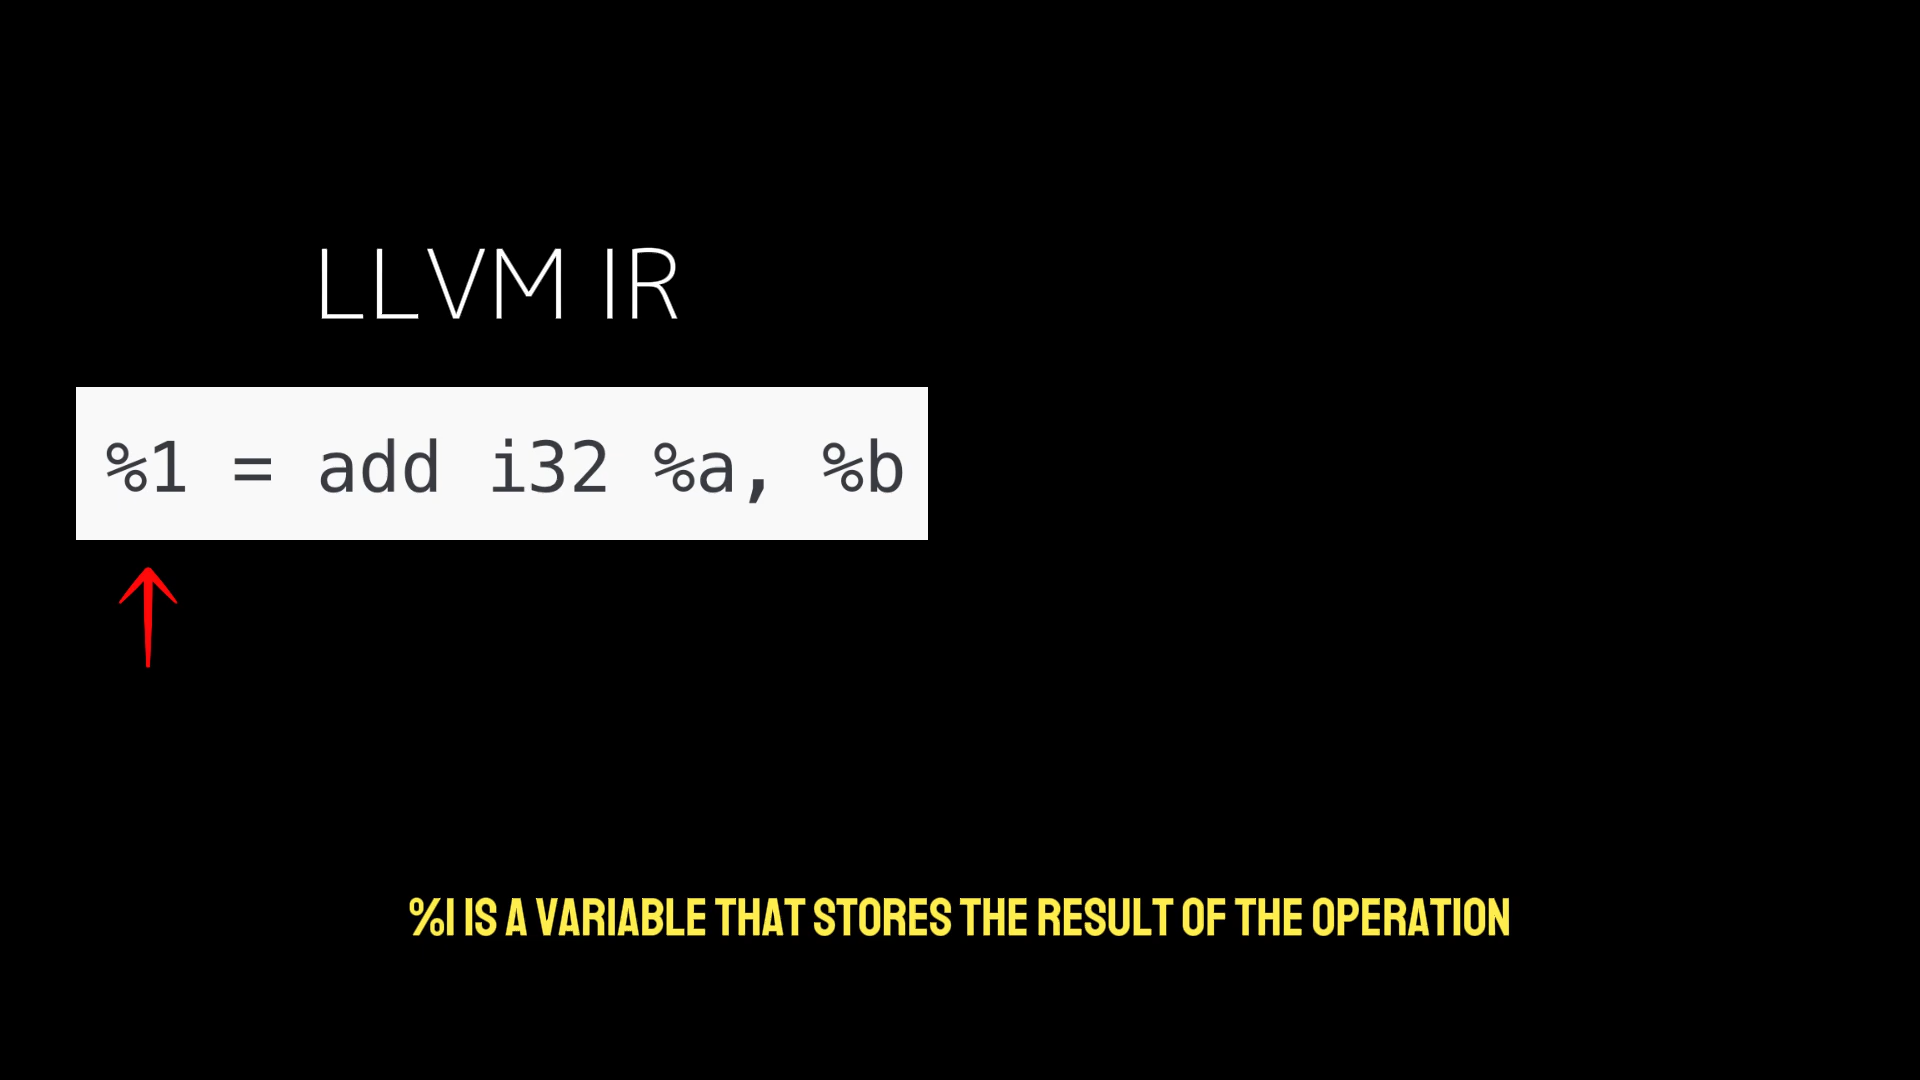 LLVM IR
%1 = add i32 %a, %b
%1 IS A VARIABLE THAT STORES THE RESULT OF THE OPERATION